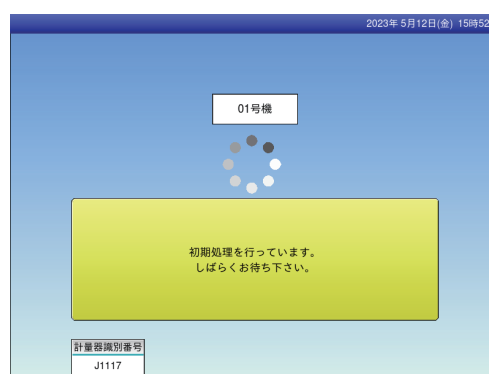 2023年 5月12日(金) 15時52
01号機
初期処理を行っています。
しばらくお待ち下さい。
計量器識別番号
J1117